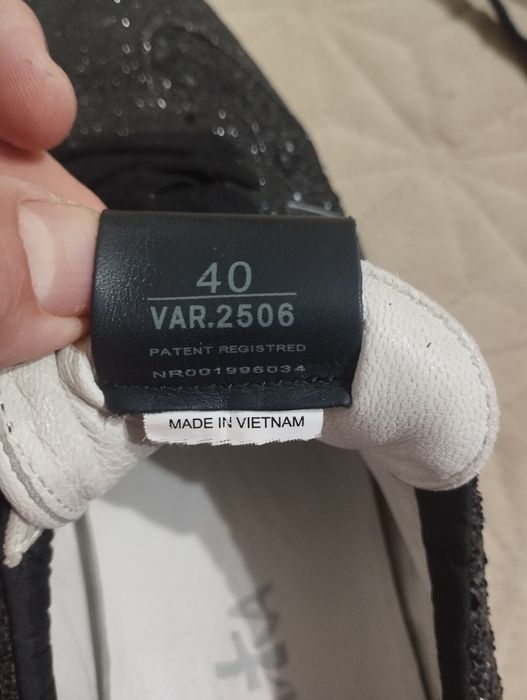 40
VAR.2506
PATENT REGISTRED
NR001996034
MADE IN VIETNAM